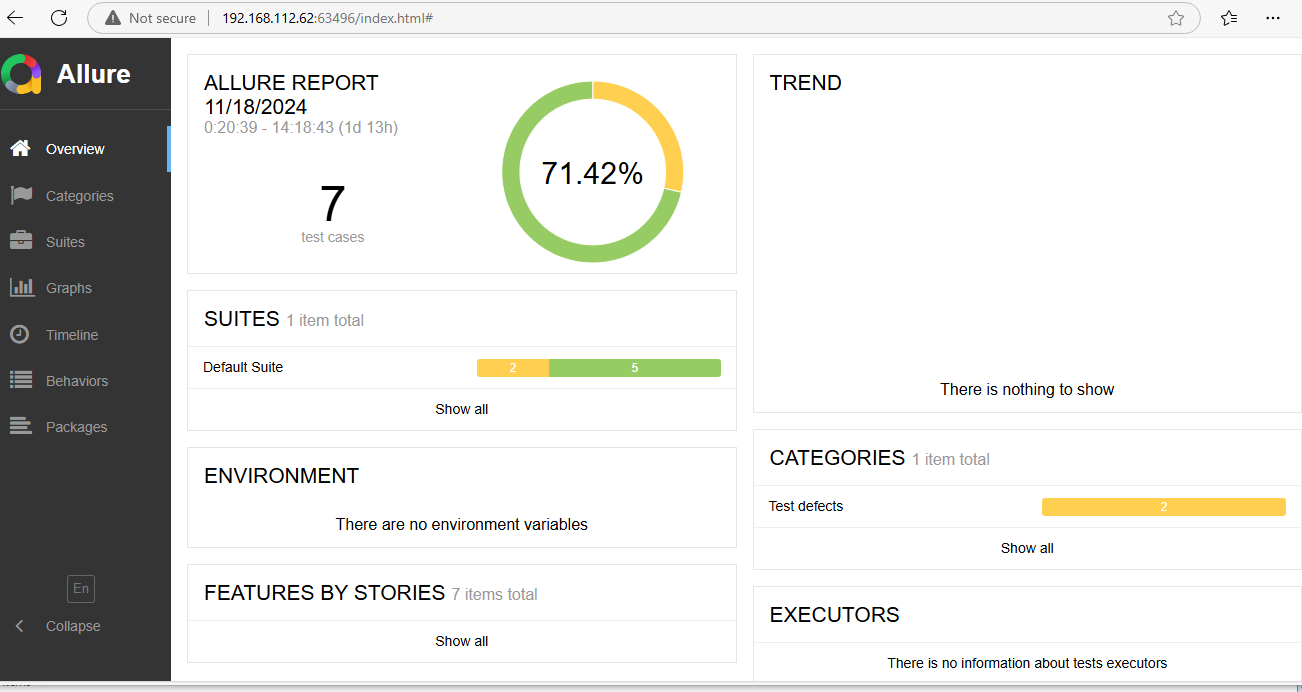 Not secure
192.168.112.62:63496/index.html#
Allure
Overview
Categories
Suites
Graphs
Timeline
Behaviors
Packages
En
Collapse
ALLURE REPORT
11/18/2024
0:20:39 - 14:18:43 (1d 13h)
7
test cases
71.42%
SUITES 1 item total
Default Suite 2 5
Show all
ENVIRONMENT
There are no environment variables
FEATURES BY STORIES 7 items total
Show all
TREND
There is nothing to show
CATEGORIES 1 item total
Test defects 2
Show all
EXECUTORS
There is no information about tests executors